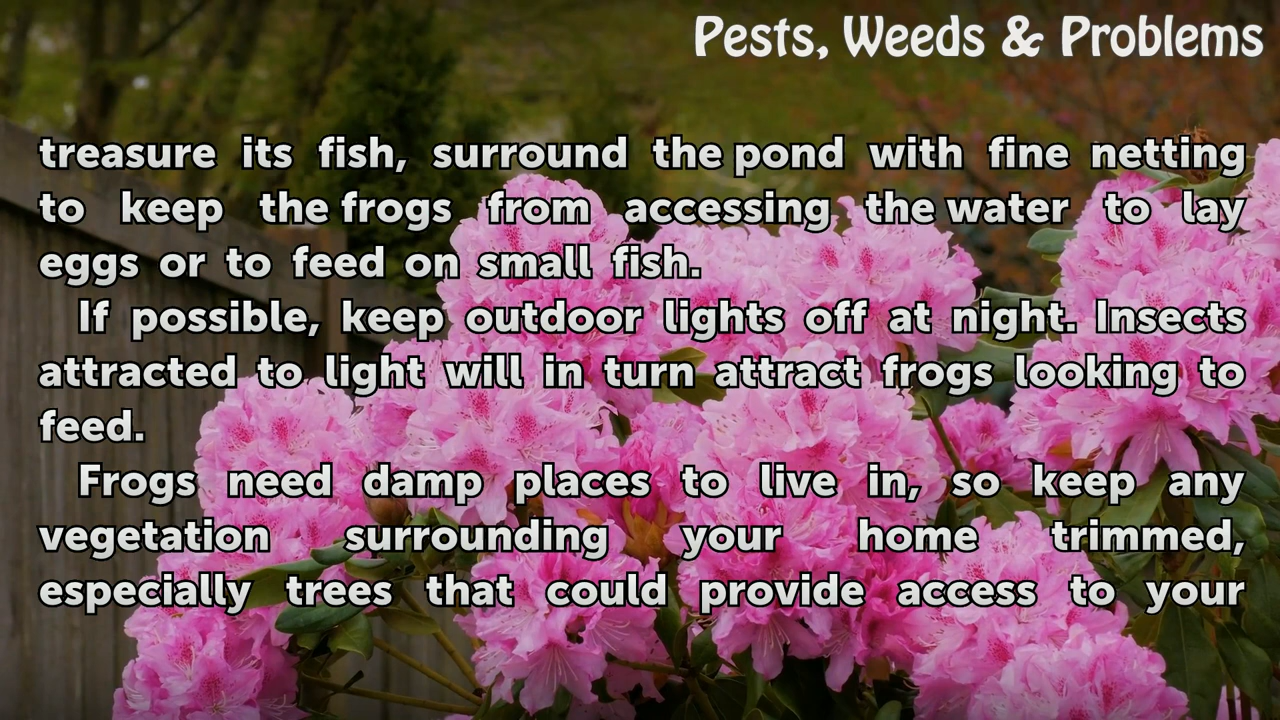 Pests, Weeds & Problems
treasure its fish, surround the pond with fine netting
to keep the frogs from accessing the water to lay
eggs or to feed on small fish.
If possible, keep outdoor lights off at night. Insects
attracted to light will in turn attract frogs looking to
feed.
Frogs need damp places to live in, so keep any
vegetation surrounding your home trimmed,
especially trees that could provide access to your